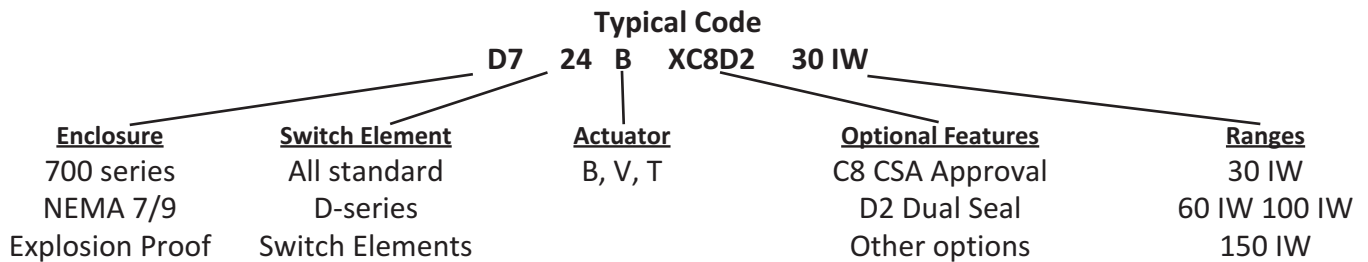 Typical Code
D7 24 B XC8D2 30 IW
Enclosure Switch Element Actuator Optional Features Ranges
700 series All standard B, V, T C8 CSA Approval 30 IW
NEMA 7/9 D-series D2 Dual Seal 60 IW 100 IW
Explosion Proof Switch Elements Other options 150 IW